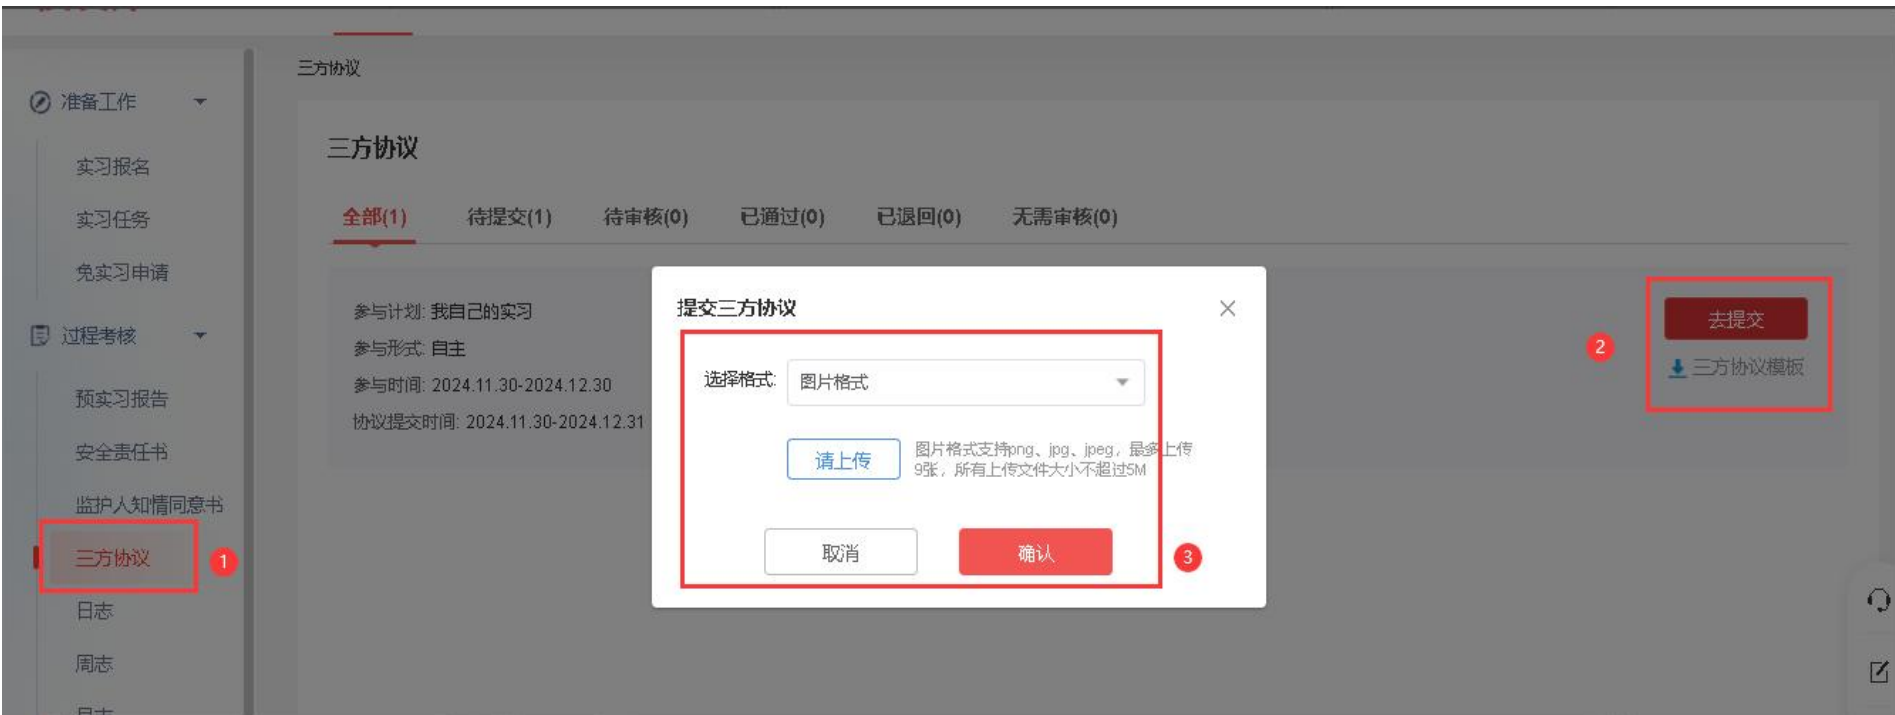 三方协议
准备工作
实习报名
实习任务
免实习申请
过程考核
预实习报告
安全责任书
监护人知情同意书
三方协议
1
日志
周志
三方协议
全部(1) 待提交(1) 待审核(0) 已通过(0) 已退回(0) 无需审核(0)
参与计划: 我自己的实习
参与形式: 自主
参与时间: 2024.11.30-2024.12.30
协议提交时间: 2024.11.30-2024.12.31
去提交
三方协议模板
2
提交三方协议
选择格式: 图片格式
请上传
图片格式支持png、jpg、jpeg，最多上传
9张，所有上传文件大小不超过5M
取消 确认
3